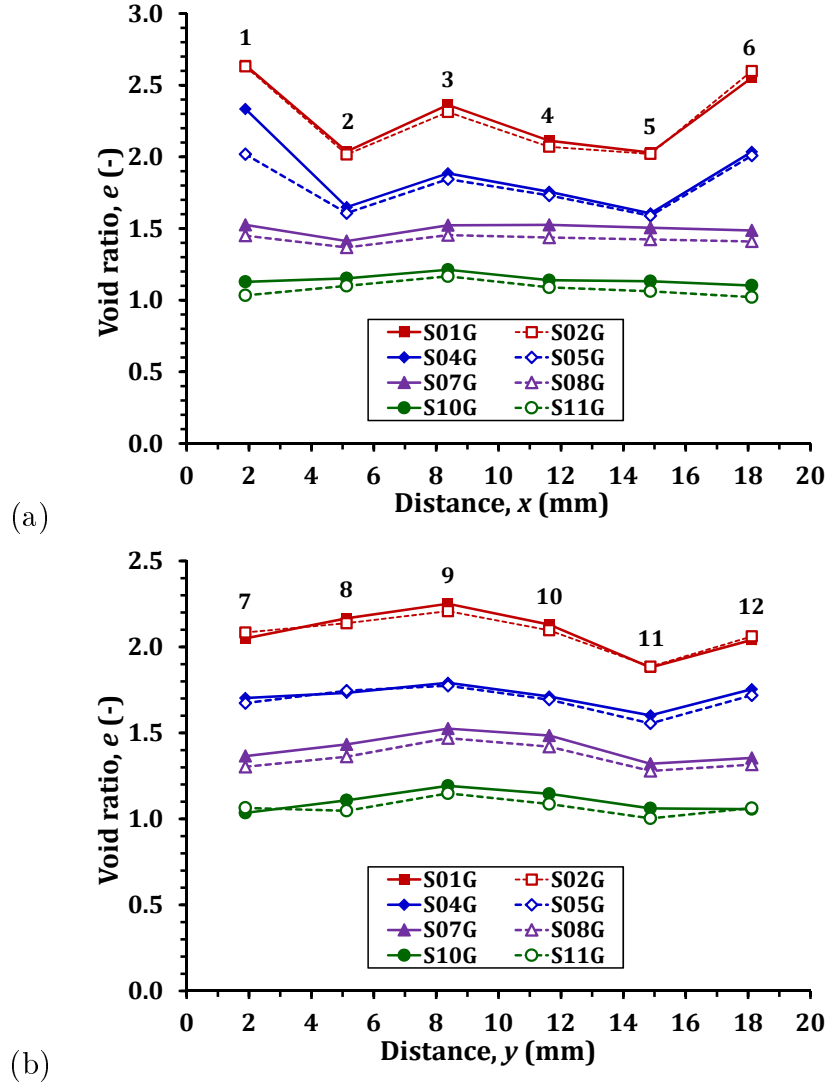 3.0
2.5
2.0
1.5
1.0
0.5
0.0
Void ratio, e (-)
1
2
3
4
5
6
S01G S02G
S04G S05G
S07G S08G
S10G S11G
0 2 4 6 8 10 12 14 16 18 20
Distance, x (mm)
(a)
2.5
2.0
1.5
1.0
0.5
0.0
Void ratio, e (-)
7
8
9
10
11
12
S01G S02G
S04G S05G
S07G S08G
S10G S11G
0 2 4 6 8 10 12 14 16 18 20
Distance, y (mm)
(b)